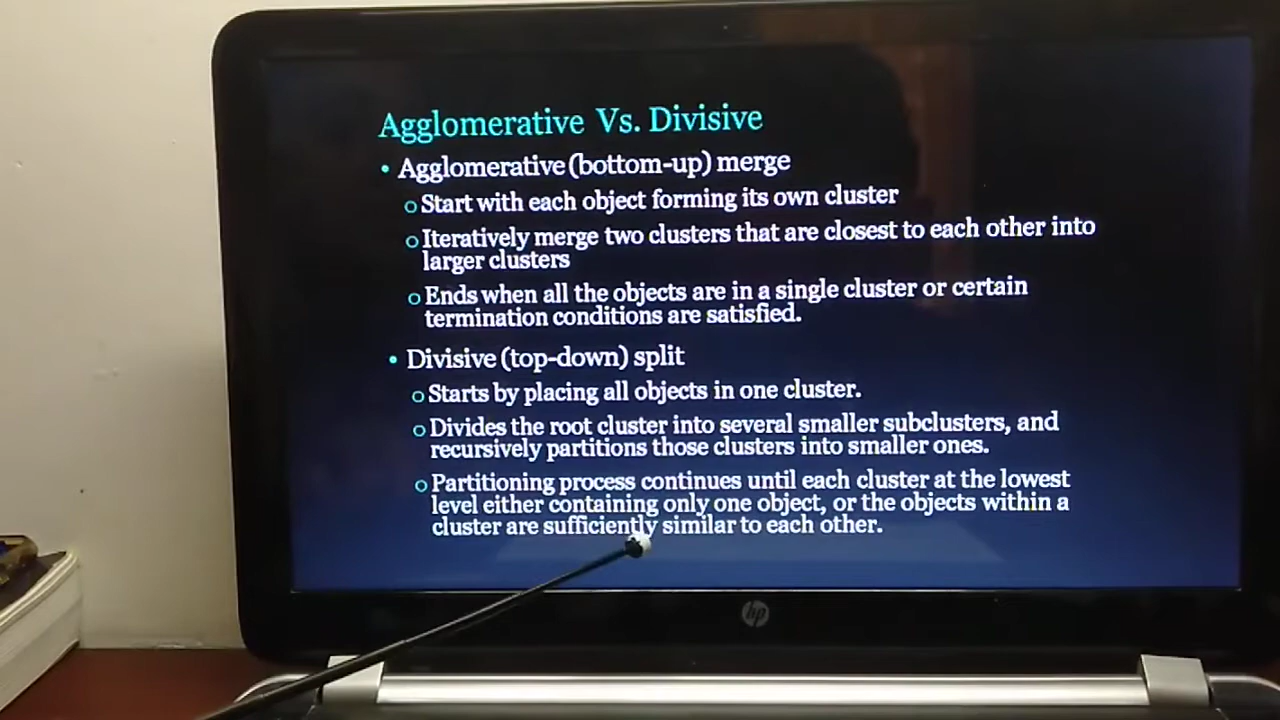 Agglomerative Vs. Divisive
• Agglomerative (bottom-up) merge
o Start with each object forming its own cluster
o Iteratively merge two clusters that are closest to each other into
larger clusters
o Ends when all the objects are in a single cluster or certain
termination conditions are satisfied.
• Divisive (top-down) split
o Starts by placing all objects in one cluster.
o Divides the root cluster into several smaller subclusters, and
recursively partitions those clusters into smaller ones.
o Partitioning process continues until each cluster at the lowest
level either containing only one object, or the objects within a
cluster are sufficiently similar to each other.
hp